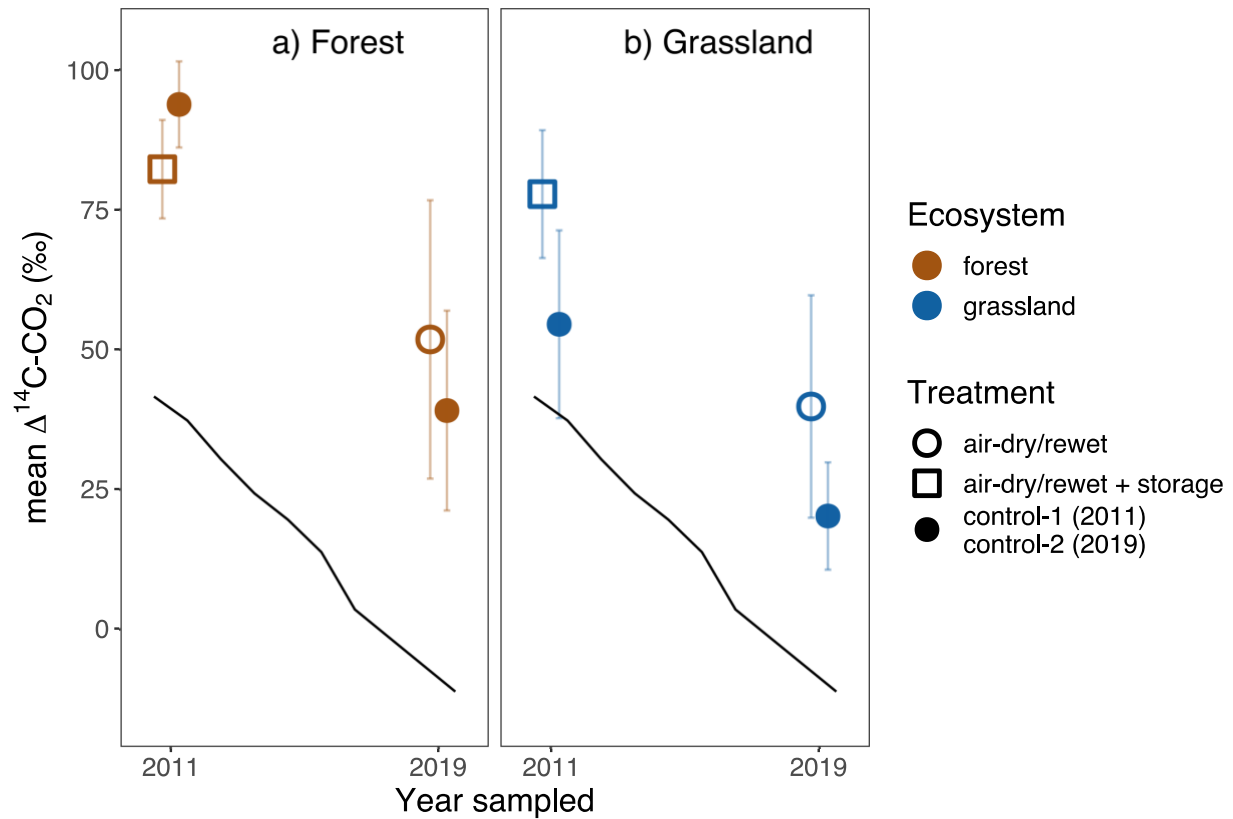 a) Forest
b) Grassland
mean Δ¹⁴C-CO₂ (‰)
100
75
50
25
0
2011
2019
2011
2019
Year sampled
Ecosystem
forest
grassland
Treatment
air-dry/rewet
air-dry/rewet + storage
control-1 (2011)
control-2 (2019)